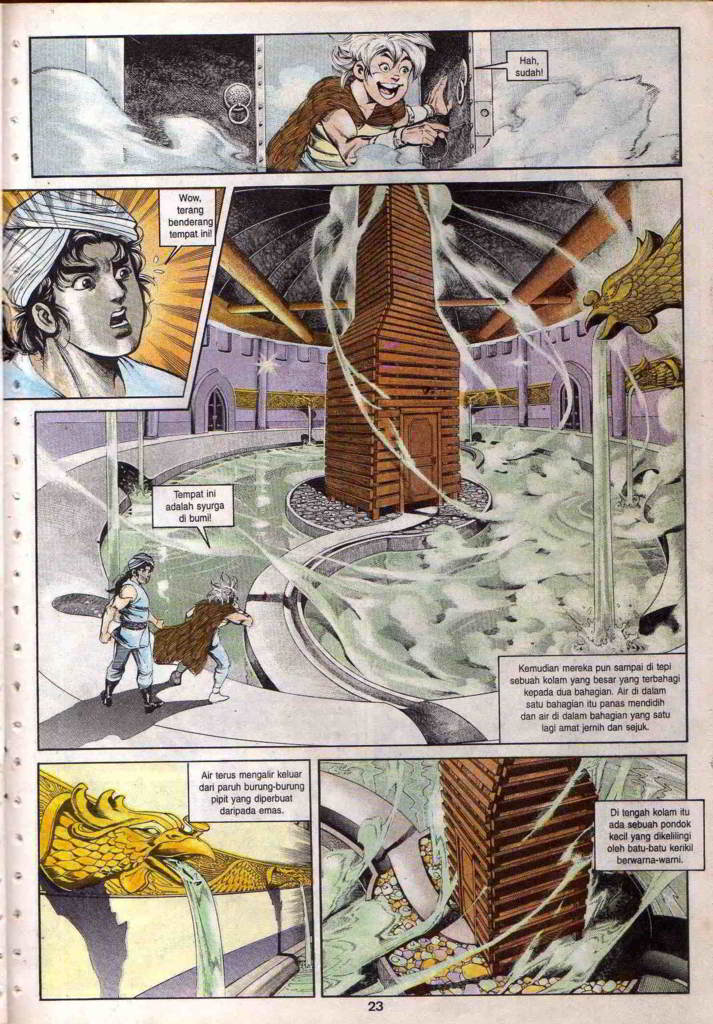 Hah,
sudah!
Wow,
terang
benderang
tempat ini!
Tempat ini
adalah syurga
di bumi!
Kemudian mereka pun sampai di tepi
sebuah kolam yang besar yang terbahagi
kepada dua bahagian. Air di dalam
satu bahagian itu panas mendidih
dan air di dalam bahagian yang satu
lagi amat jernih dan sejuk.
Air terus mengalir keluar
dari paruh burung-burung
pipit yang diperbuat
daripada emas.
Di tengah kolam itu
ada sebuah pondok
kecil yang dikelilingi
oleh batu-batu kerikil
berwarna-warni.
23